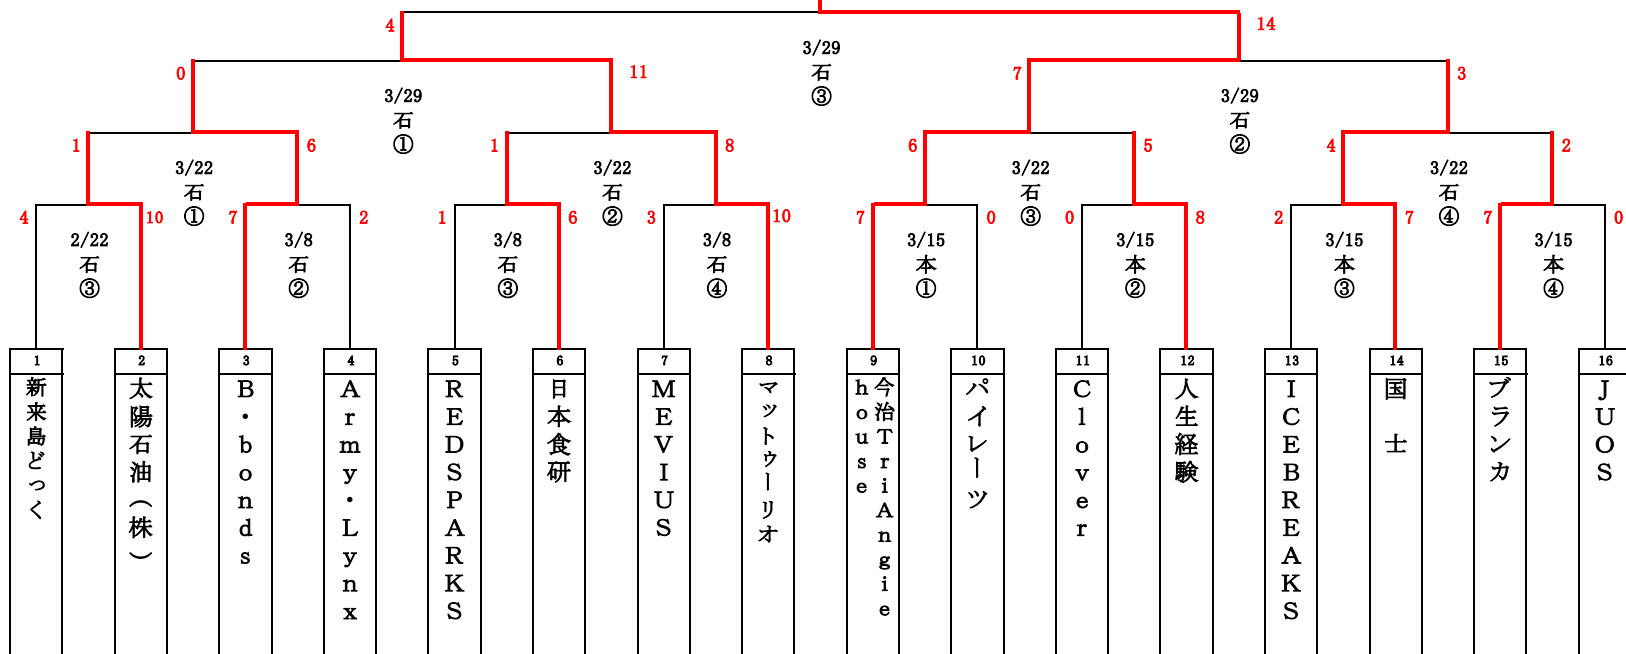 4
14
3/29
石
③
0
11
7
3
3/29
石
①
3/29
石
②
1
6
1
8
6
5
4
2
3/22
石
①
3/22
石
②
3/22
石
③
3/22
石
④
4
10
7
2
1
6
3
10
7
0
0
8
2
7
7
0
2/22
石
③
3/8
石
②
3/8
石
③
3/8
石
④
3/15
本
①
3/15
本
②
3/15
本
③
3/15
本
④
1
新来島どっく
2
太陽石油(株)
3
B・bonds
4
Army・Lynx
5
REDSPARKS
6
日本食研
7
MEVIUS
8
マットゥーリオ
9
今治TriAngie
house
10
パイレーツ
11
Clover
12
人生経験
13
ICEBREAKS
14
国 士
15
ブランカ
16
JUOS